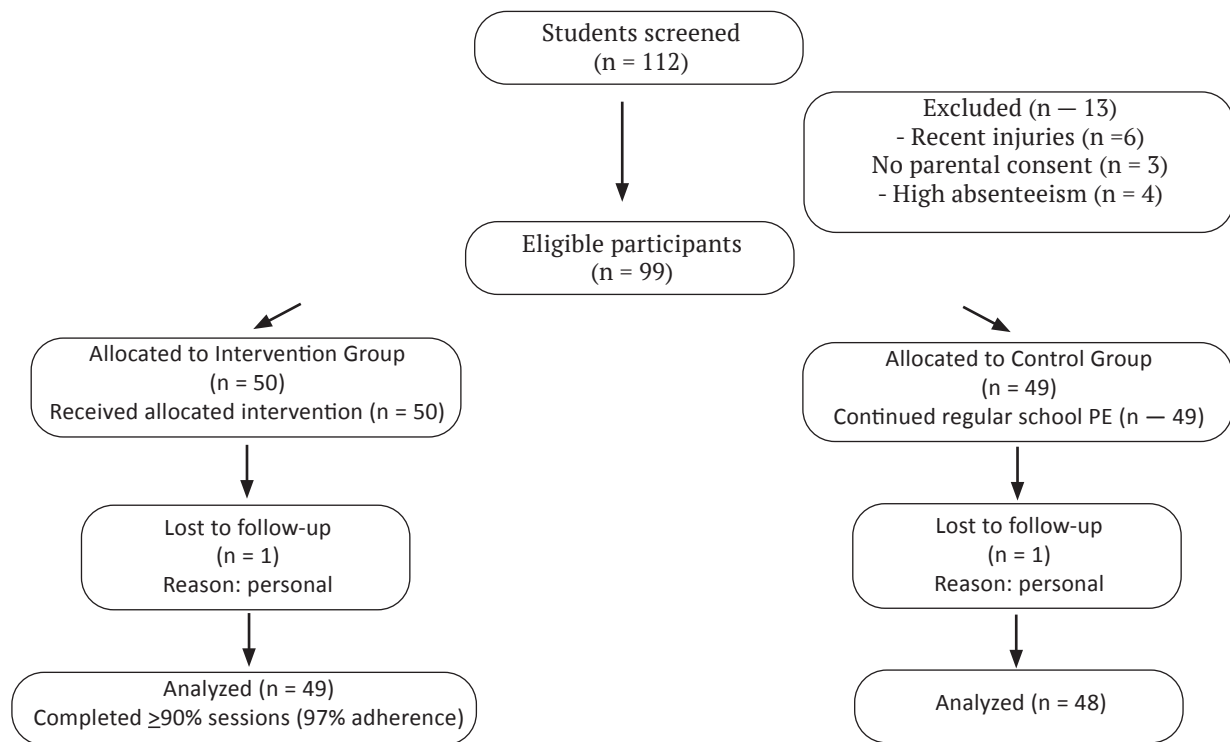 Students screened
(n = 112)
Excluded (n — 13)
- Recent injuries (n =6)
No parental consent (n = 3)
- High absenteeism (n = 4)
Eligible participants
(n = 99)
Allocated to Intervention Group
(n = 50)
Received allocated intervention (n = 50)
Allocated to Control Group
(n = 49)
Continued regular school PE (n — 49)
Lost to follow-up
(n = 1)
Reason: personal
Lost to follow-up
(n = 1)
Reason: personal
Analyzed (n = 49)
Completed ≥90% sessions (97% adherence)
Analyzed (n = 48)